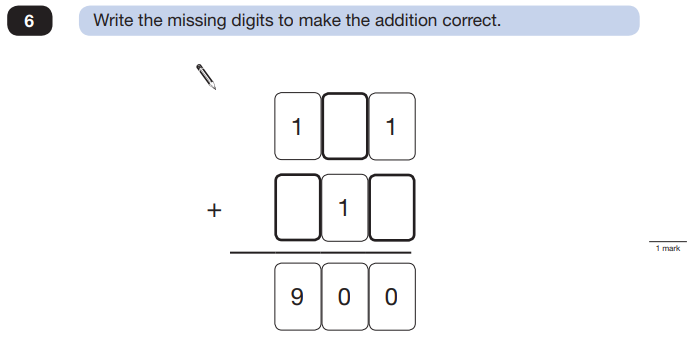 6 Write the missing digits to make the addition correct.
1 1
+ 1
1 mark
9 0 0